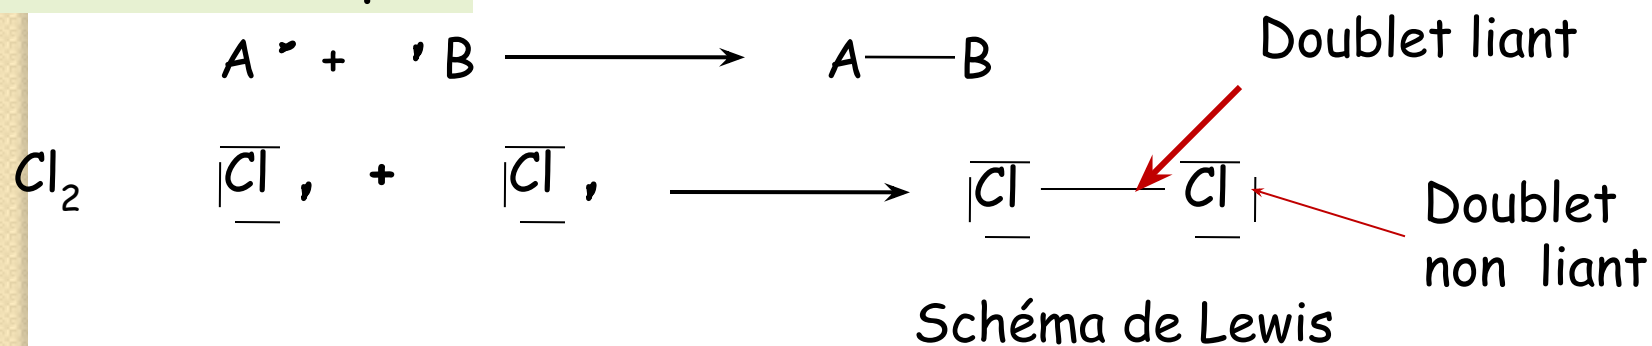 A • + • B A—B
Doublet liant
Cl2 Cl • + Cl • Cl — Cl
Doublet
non liant
Schéma de Lewis